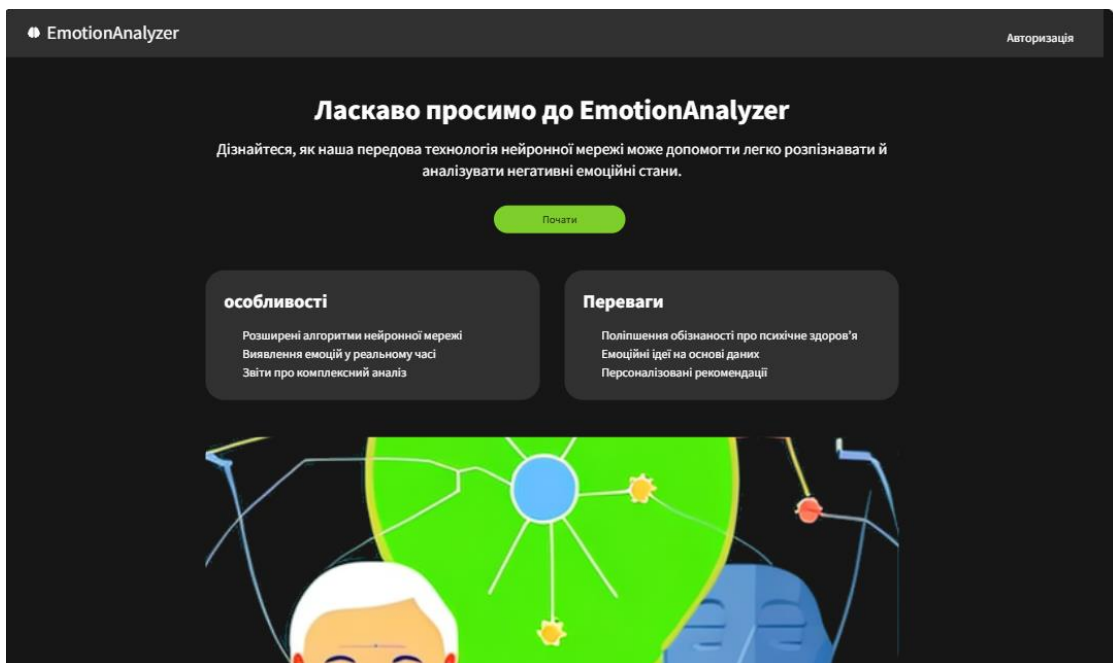 EmotionAnalyzer
Авторизація
Ласкаво просимо до EmotionAnalyzer
Дізнайтеся, як наша передова технологія нейронної мережі може допомогти легко розпізнавати й
аналізувати негативні емоційні стани.
Почати
особливості
Розширені алгоритми нейронної мережі
Виявлення емоцій у реальному часі
Звіти про комплексний аналіз
Переваги
Поліпшення обізнаності про психічне здоров’я
Емоційні ідеї на основі даних
Персоналізовані рекомендації